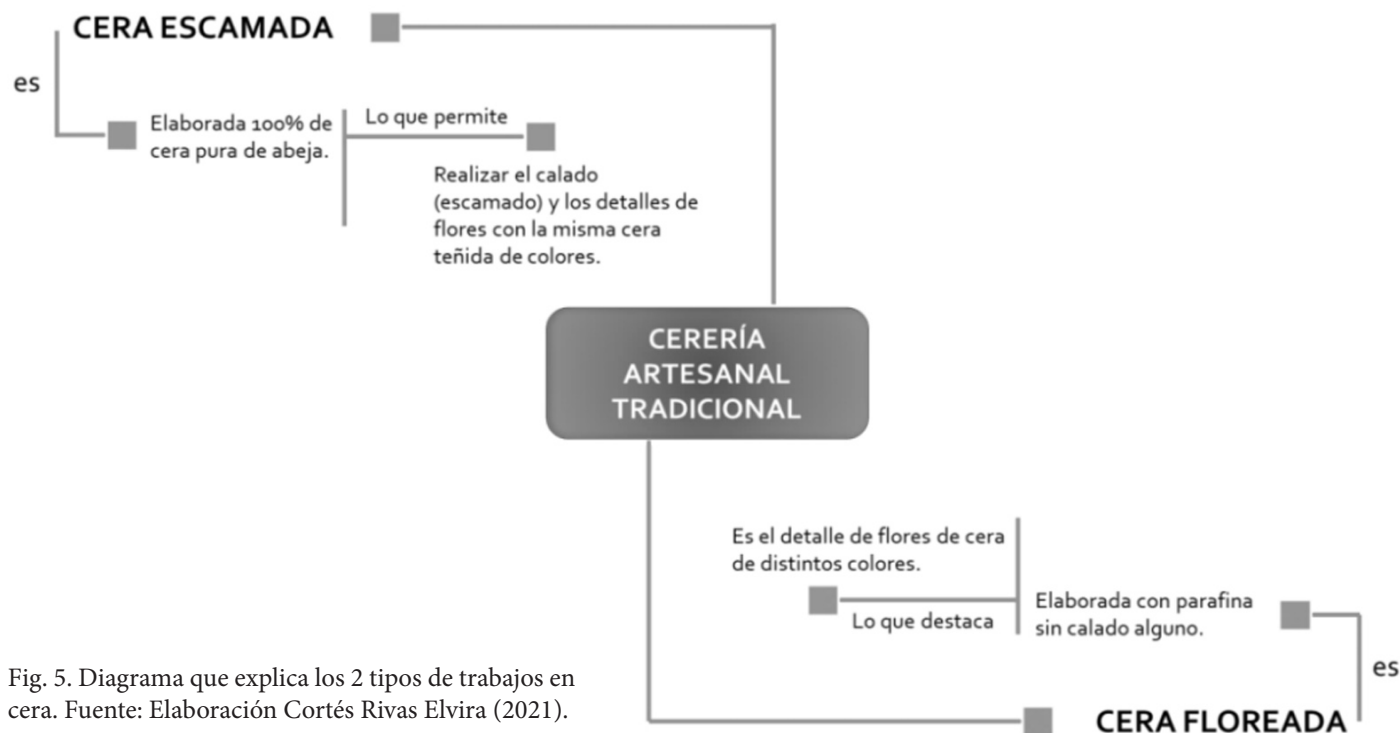 CERA ESCAMADA
es
Elaborada 100% de
cera pura de abeja.
Lo que permite
Realizar el calado
(escamado) y los detalles de
flores con la misma cera
teñida de colores.
CERERÍA
ARTESANAL
TRADICIONAL
Es el detalle de flores de cera
de distintos colores.
Lo que destaca
Elaborada con parafina
sin calado alguno.
es
CERA FLOREADA
Fig. 5. Diagrama que explica los 2 tipos de trabajos en
cera. Fuente: Elaboración Cortés Rivas Elvira (2021).